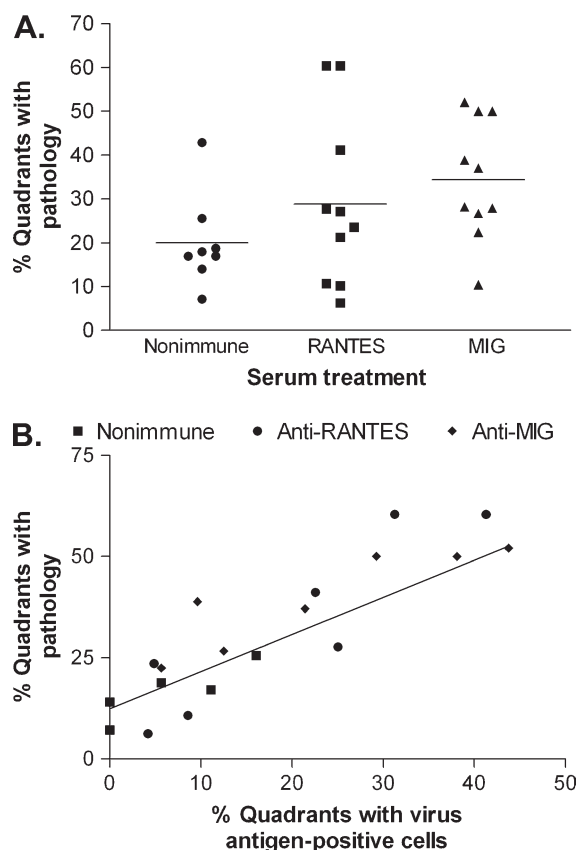 A.
% Quadrants with
pathology
70
60
50
40
30
20
10
0
Nonimmune RANTES MIG
Serum treatment
B.
Nonimmune Anti-RANTES Anti-MIG
% Quadrants with
pathology
75
50
25
0
0 10 20 30 40 50
% Quadrants with virus
antigen-positive cells